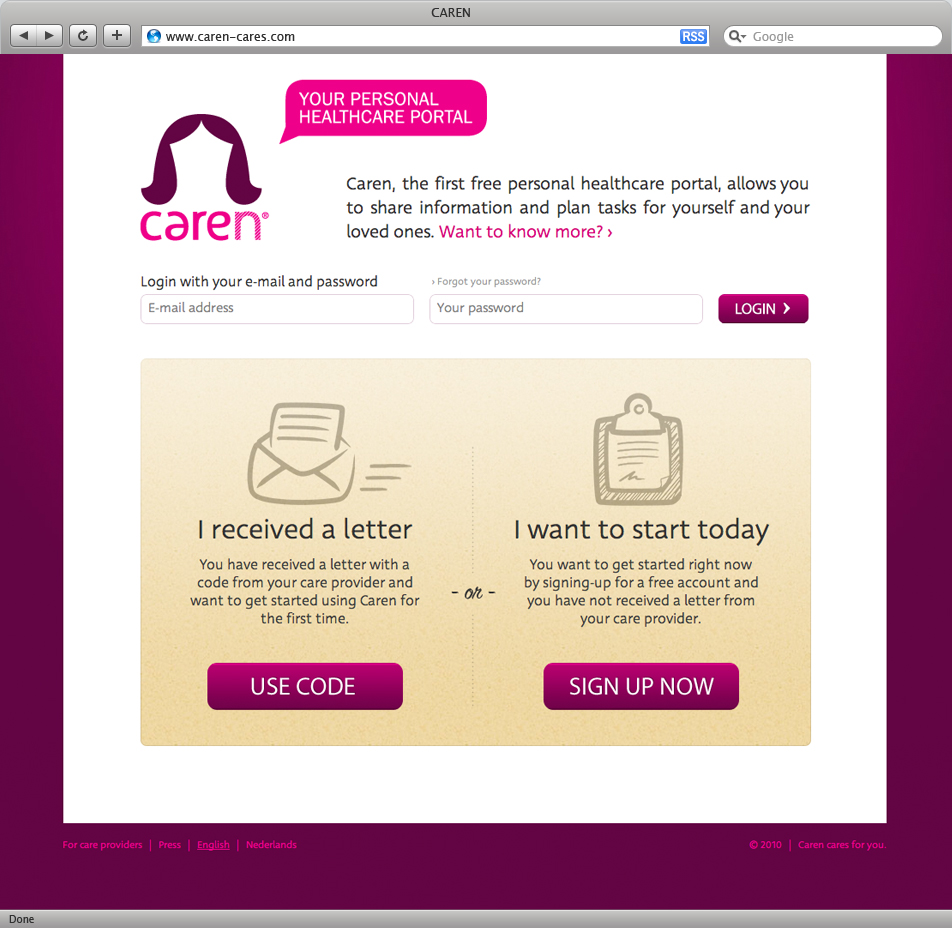 CAREN
www.caren-cares.com
RSS
Google
YOUR PERSONAL
HEALTHCARE PORTAL
caren®
Caren, the first free personal healthcare portal, allows you
to share information and plan tasks for yourself and your
loved ones. Want to know more? ›
Login with your e-mail and password
› Forgot your password?
E-mail address
Your password
LOGIN
I received a letter
You have received a letter with a
code from your care provider and
want to get started using Caren for
the first time.
USE CODE
- or -
I want to start today
You want to get started right now
by signing-up for a free account and
you have not received a letter from
your care provider.
SIGN UP NOW
For care providers | Press | English | Nederlands
© 2010 | Caren cares for you.
Done